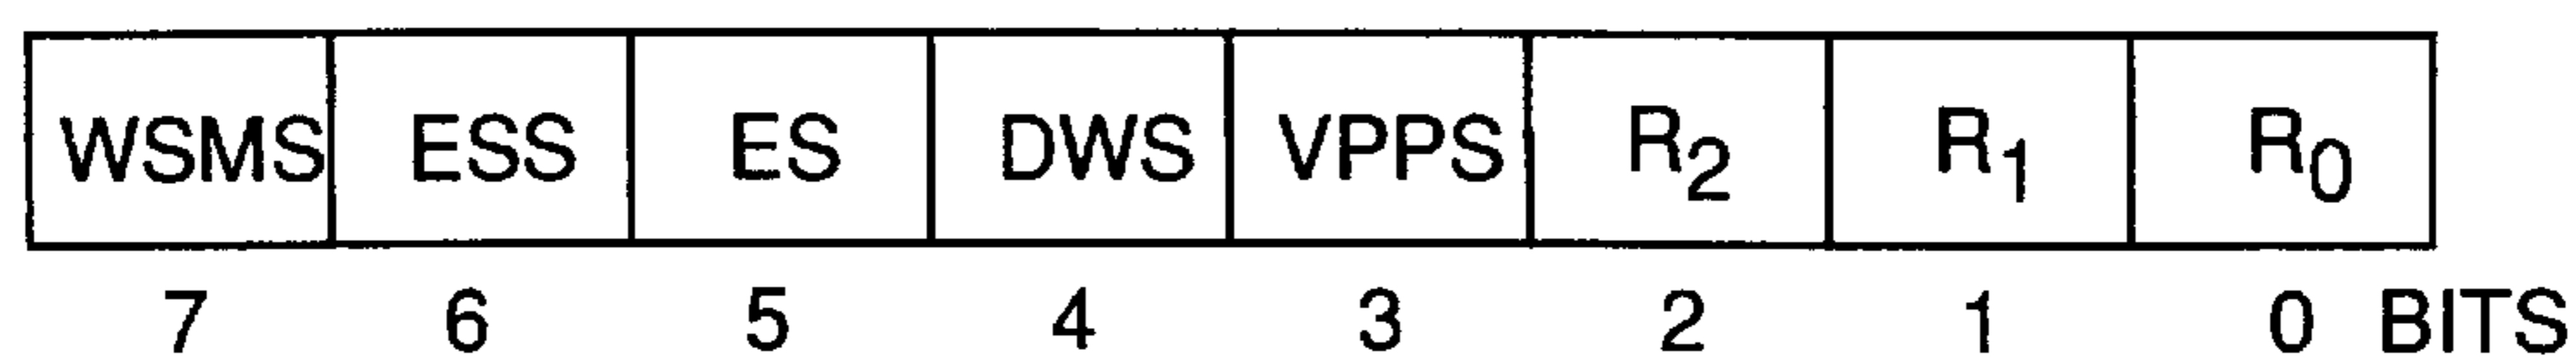 WSMS ESS ES DWS VPPS R2 R1 R0
7 6 5 4 3 2 1 0 BITS